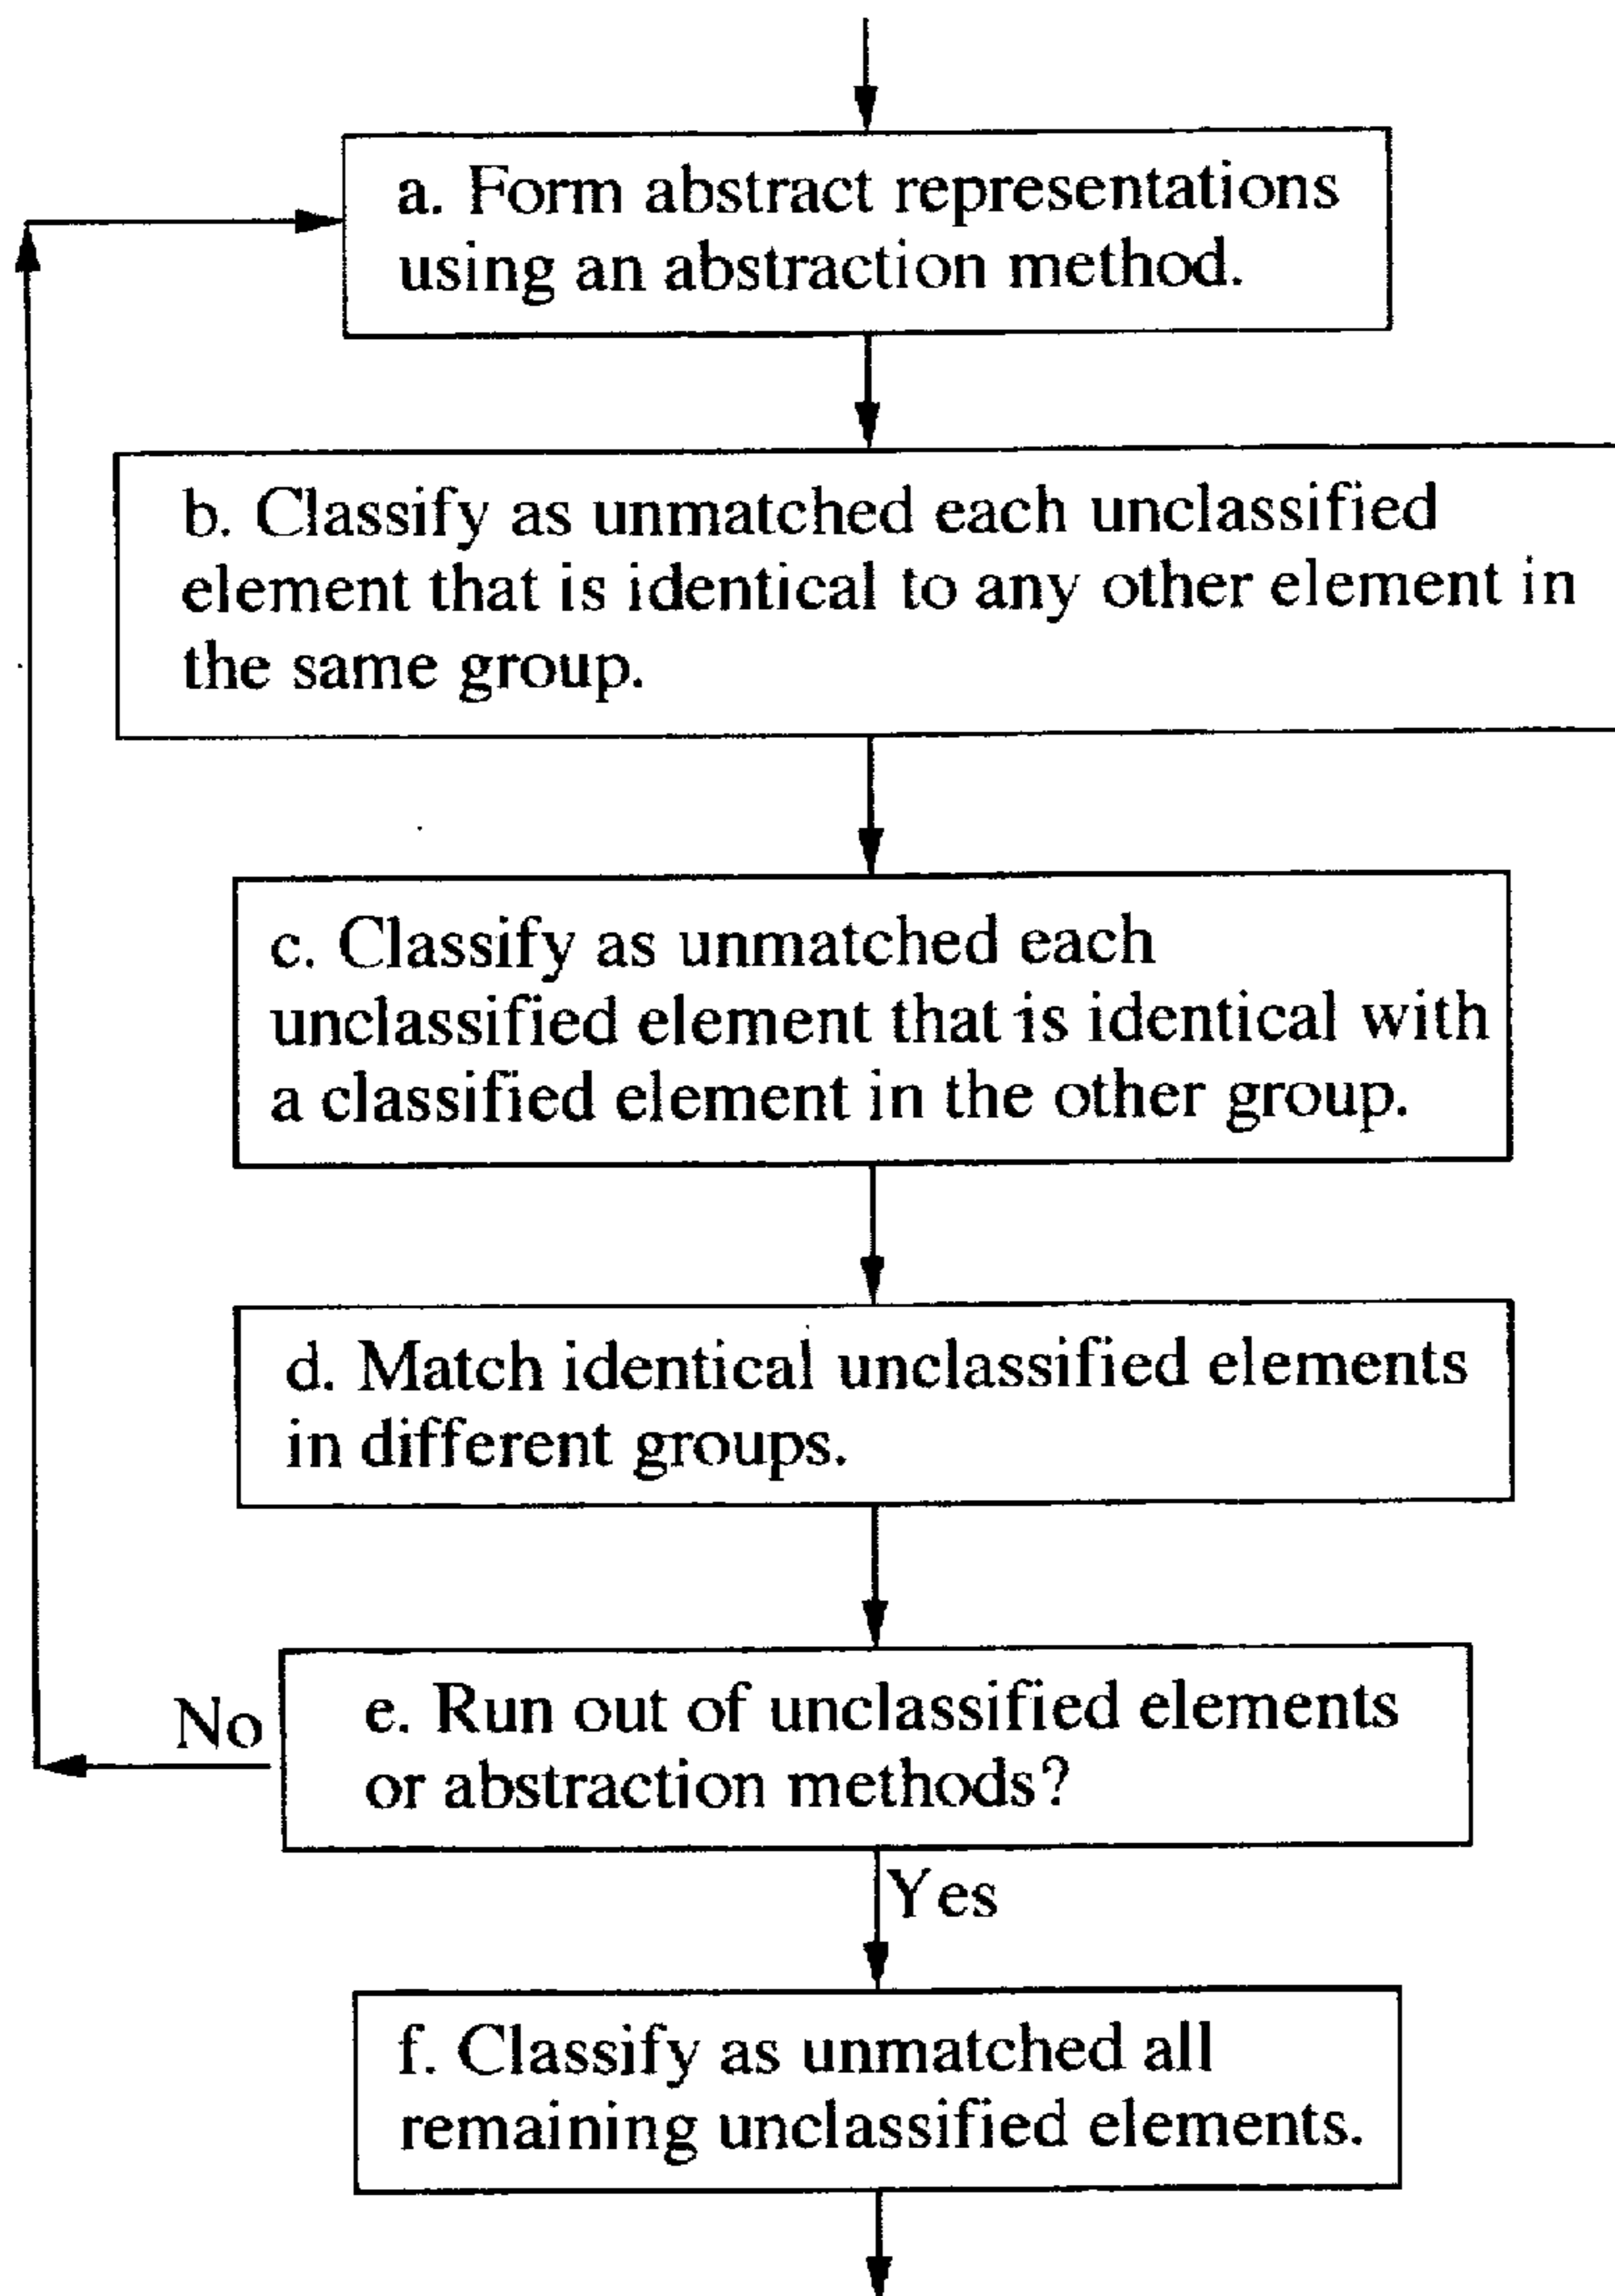 a. Form abstract representations
using an abstraction method.
b. Classify as unmatched each unclassified
element that is identical to any other element in
the same group.
c. Classify as unmatched each
unclassified element that is identical with
a classified element in the other group.
d. Match identical unclassified elements
in different groups.
No
e. Run out of unclassified elements
or abstraction methods?
Yes
f. Classify as unmatched all
remaining unclassified elements.